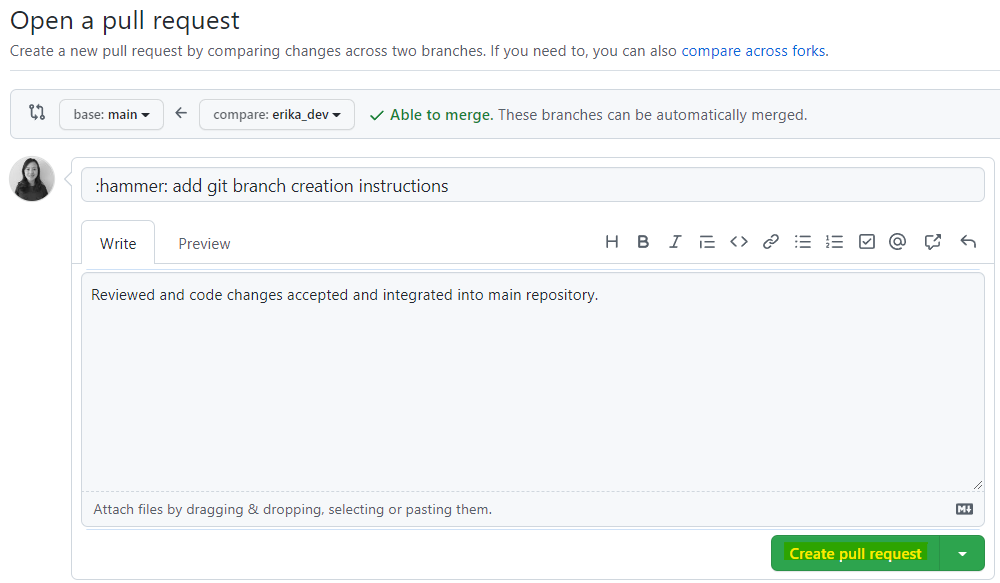 Open a pull request
Create a new pull request by comparing changes across two branches. If you need to, you can also compare across forks.
base: main
compare: erika_dev
Able to merge. These branches can be automatically merged.
:hammer: add git branch creation instructions
Write
Preview
Reviewed and code changes accepted and integrated into main repository.
Attach files by dragging & dropping, selecting or pasting them.
Create pull request